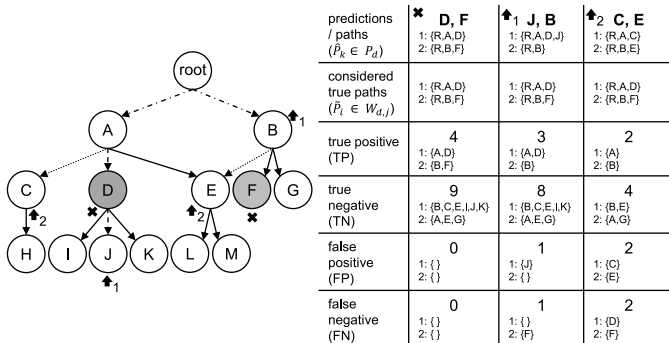 root
A
B
1
C
D
E
F
G
2
2
H
I
J
K
L
M
1
predictions / paths (P̂k ∈ Pd)
D, F
1: {R,A,D}
2: {R,B,F}
1 J, B
1: {R,A,D,J}
2: {R,B}
2 C, E
1: {R,A,C}
2: {R,B,E}
considered true paths (P̃i ∈ Wd,j)
1: {R,A,D}
2: {R,B,F}
1: {R,A,D}
2: {R,B,F}
1: {R,A,D}
2: {R,B,F}
true positive (TP)
4
1: {A,D}
2: {B,F}
3
1: {A,D}
2: {B}
2
1: {A}
2: {B}
true negative (TN)
9
1: {B,C,E,I,J,K}
2: {A,E,G}
8
1: {B,C,E,I,K}
2: {A,E,G}
4
1: {B,E}
2: {A,G}
false positive (FP)
0
1: { }
2: { }
1
1: {J}
2: { }
2
1: {C}
2: {E}
false negative (FN)
0
1: { }
2: { }
1
1: { }
2: {F}
2
1: {D}
2: {F}